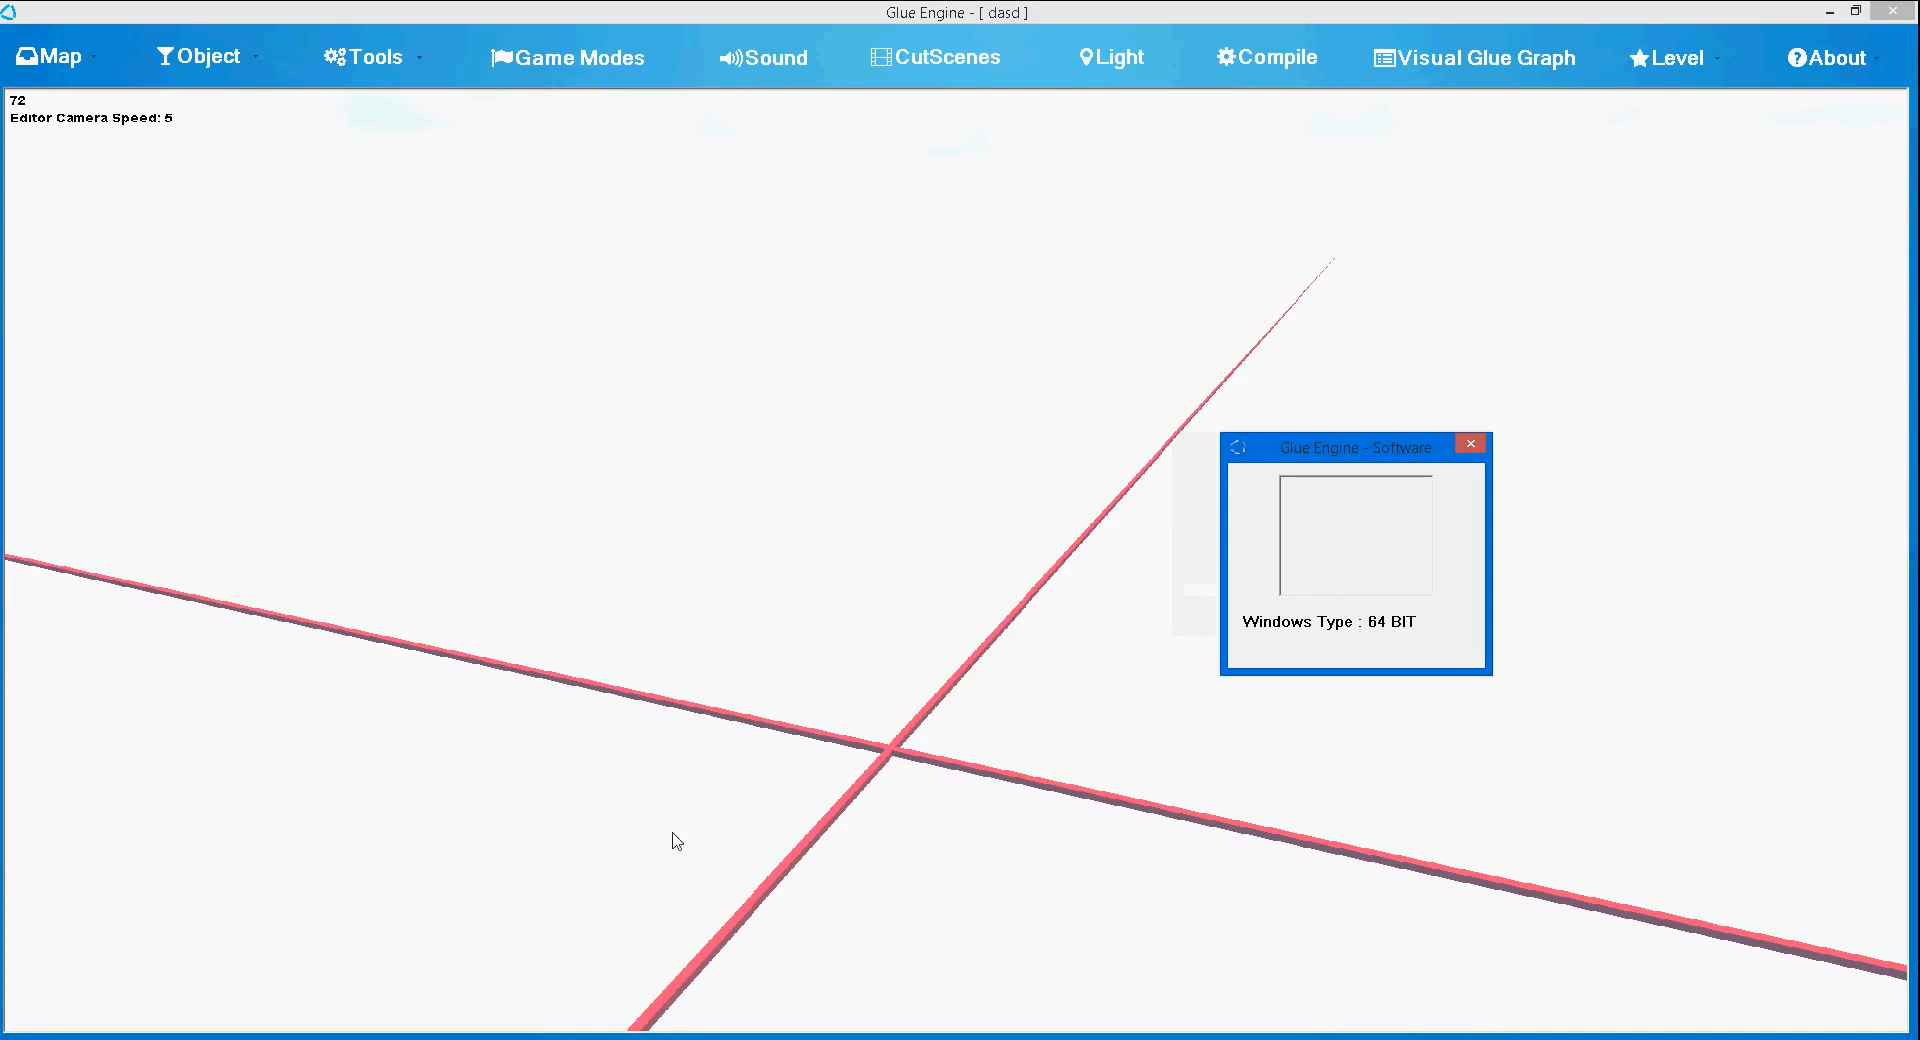 Glue Engine - [ dasd ]
Map Object Tools Game Modes Sound CutScenes Light Compile Visual Glue Graph Level About
72
Editor Camera Speed: 5
Glue Engine - Software
Windows Type : 64 BIT